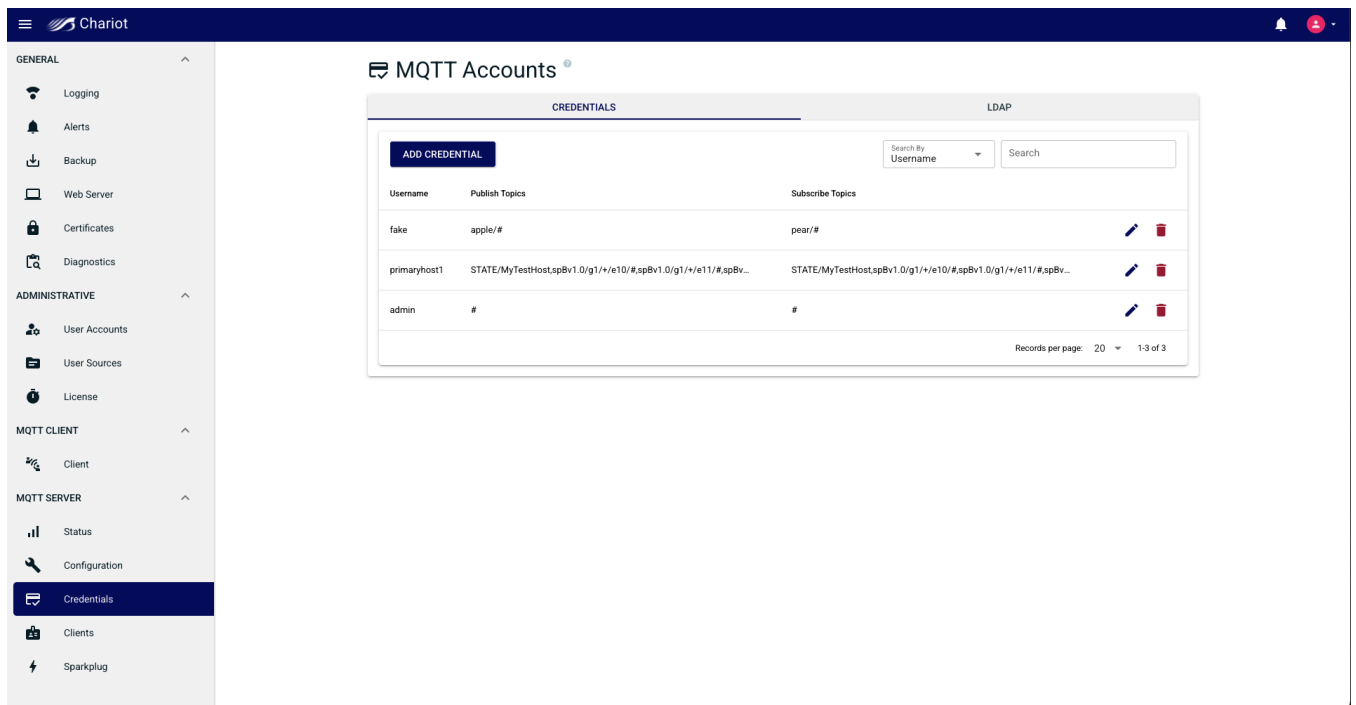 Chariot
GENERAL
Logging
Alerts
Backup
Web Server
Certificates
Diagnostics
ADMINISTRATIVE
User Accounts
User Sources
License
MQTT CLIENT
Client
MQTT SERVER
Status
Configuration
Credentials
Clients
Sparkplug
MQTT Accounts
CREDENTIALS LDAP
ADD CREDENTIAL Search By Username Search
Username Publish Topics Subscribe Topics
fake apple/# pear/#
primaryhost1 STATE/MyTestHost,spBv1.0/g1/+/e10/#,spBv1.0/g1/+/e11/#,spBv... STATE/MyTestHost,spBv1.0/g1/+/e10/#,spBv1.0/g1/+/e11/#,spBv...
admin # #
Records per page: 20 1-3 of 3